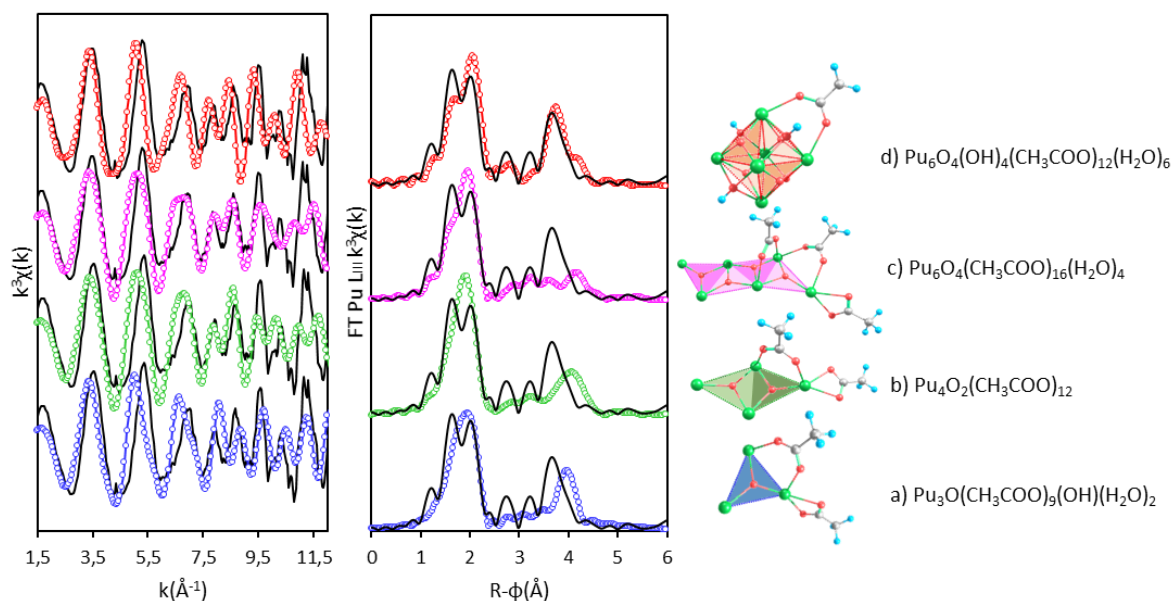 d) Pu6O4(OH)4(CH3COO)12(H2O)6
c) Pu6O4(CH3COO)16(H2O)4
b) Pu4O2(CH3COO)12
a) Pu3O(CH3COO)9(OH)(H2O)2
k³χ(k)
1,5 3,5 5,5 7,5 9,5 11,5
k(Å⁻¹)
FT Pu LIII k³χ(k)
0 1 2 3 4 5 6
R-ϕ(Å)